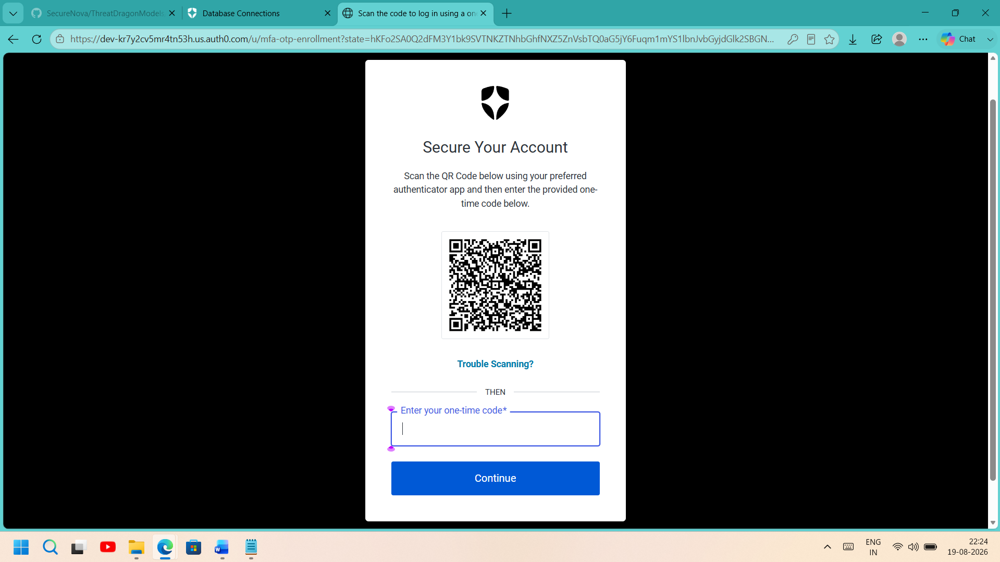 SecureNova/ThreatDragonModels
Database Connections
Scan the code to log in using a on
https://dev-kr7y2cv5mr4tn53h.us.auth0.com/u/mfa-otp-enrollment?state=hKFo2SA0Q2dFM3Y1bk9SVTNKZTNhbGhfNXZ5ZnVsbTQ0aG5jY6Fuqm1mYS1lbnJvbGyjdGlk2SBGN...
Chat
Secure Your Account
Scan the QR Code below using your preferred
authenticator app and then enter the provided one-
time code below.
Trouble Scanning?
THEN
Enter your one-time code*
Continue
ENG
IN
22:24
19-08-2026